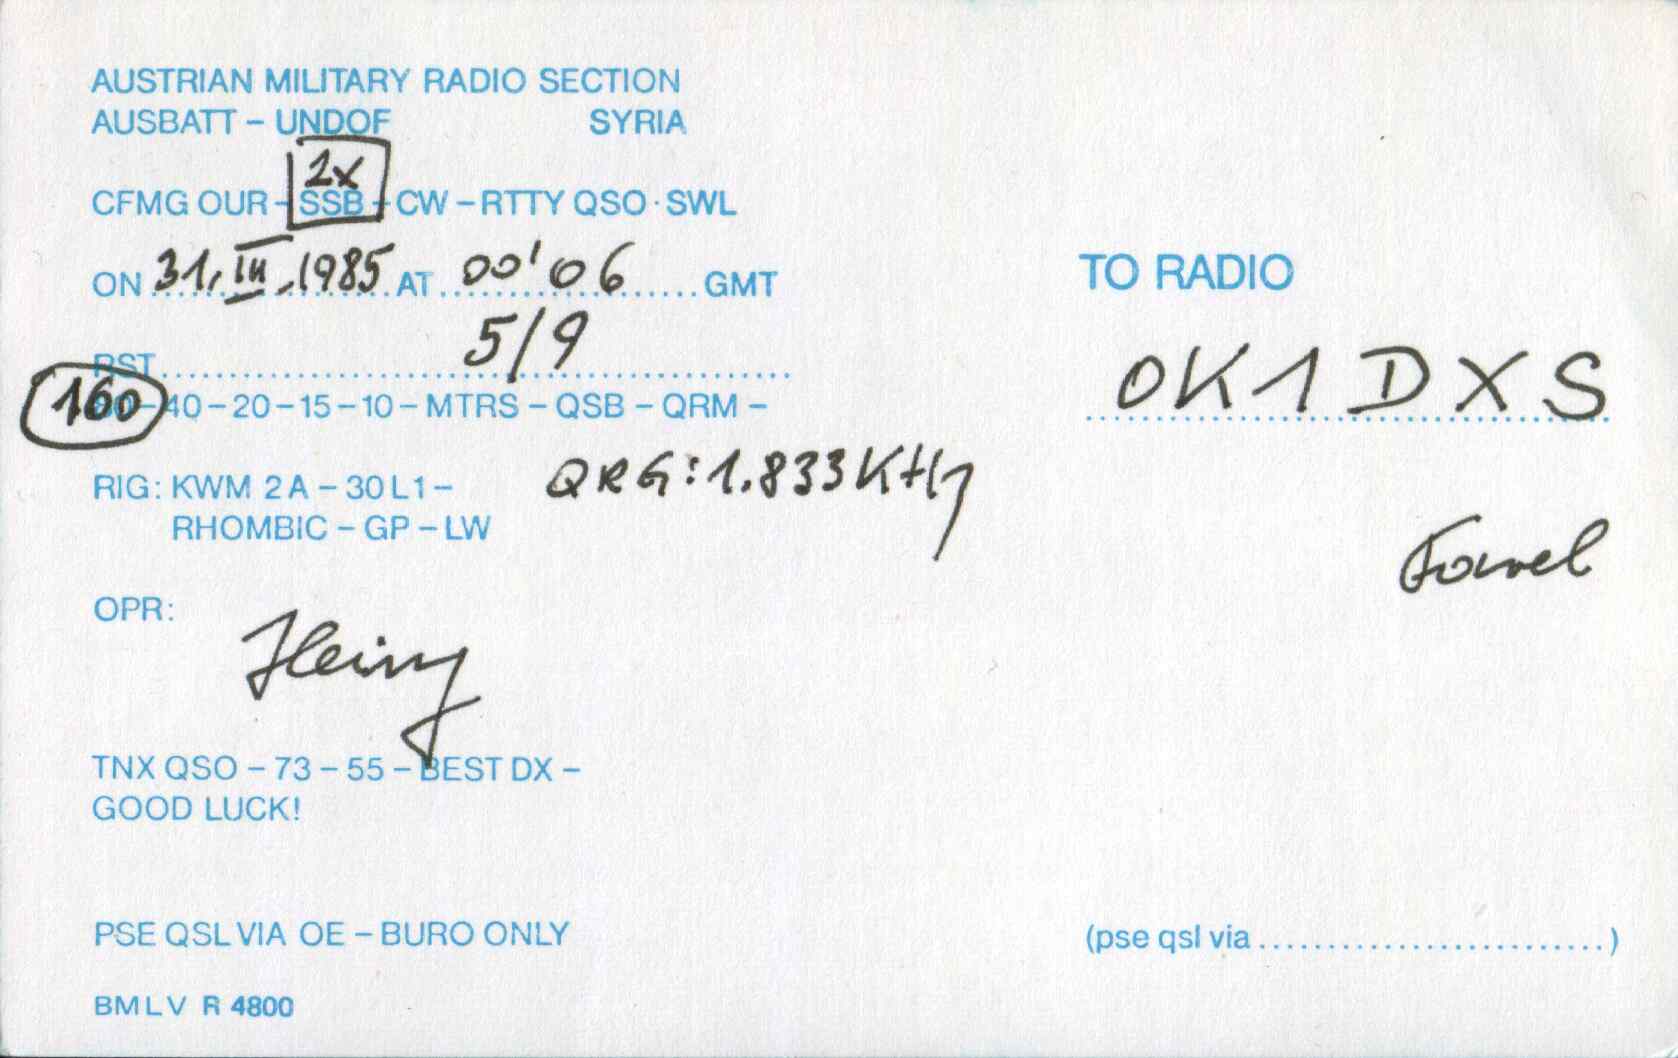 AUSTRIAN MILITARY RADIO SECTION
AUSBATT – UNDOF SYRIA
2x
CFMG OUR – SSB – CW – RTTY QSO · SWL
ON 31. III. 1985 AT 00'06 GMT
RST 5/9
160 – 40 – 20 – 15 – 10 – MTRS – QSB – QRM –
RIG: KWM 2A – 30 L1 – QRG: 1.833 KHz
RHOMBIC – GP – LW
OPR:
TNX QSO – 73 – 55 – BEST DX –
GOOD LUCK!
PSE QSL VIA OE – BURO ONLY
BMLV R 4800
TO RADIO
OK1DXS
(pse qsl via ........................)